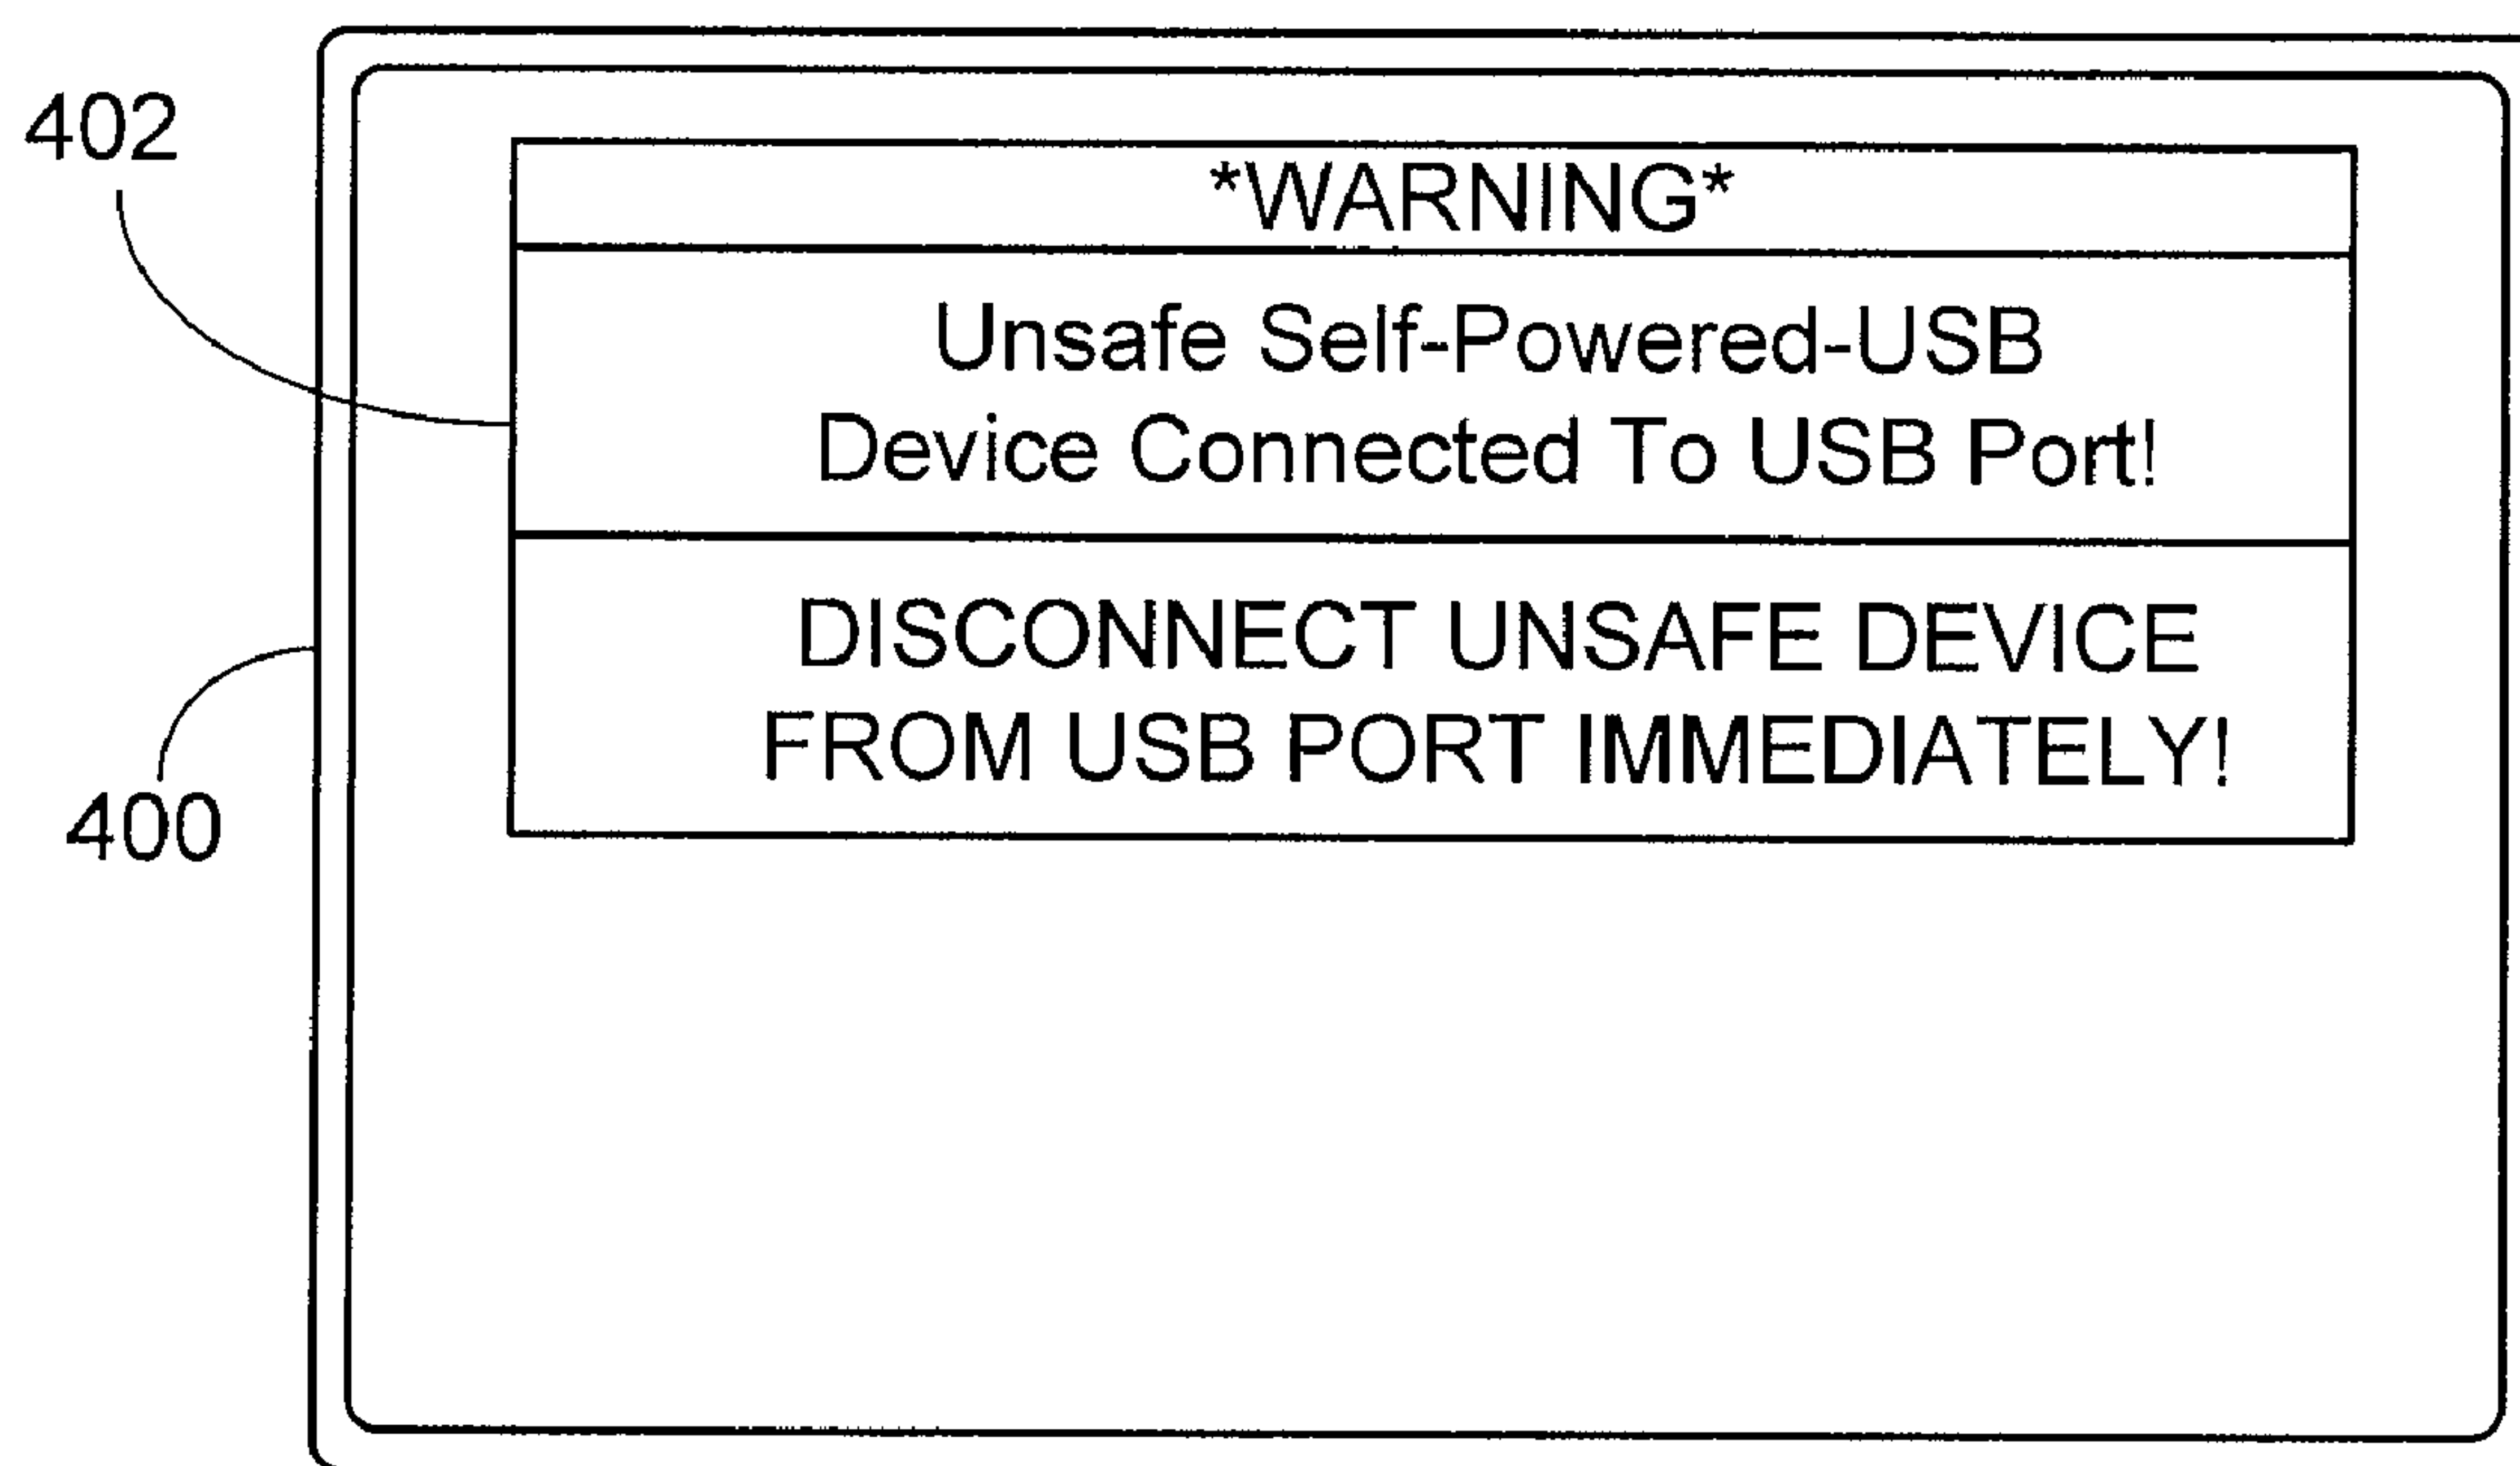 402
*WARNING*
Unsafe Self-Powered-USB
Device Connected To USB Port!
DISCONNECT UNSAFE DEVICE
FROM USB PORT IMMEDIATELY!
400